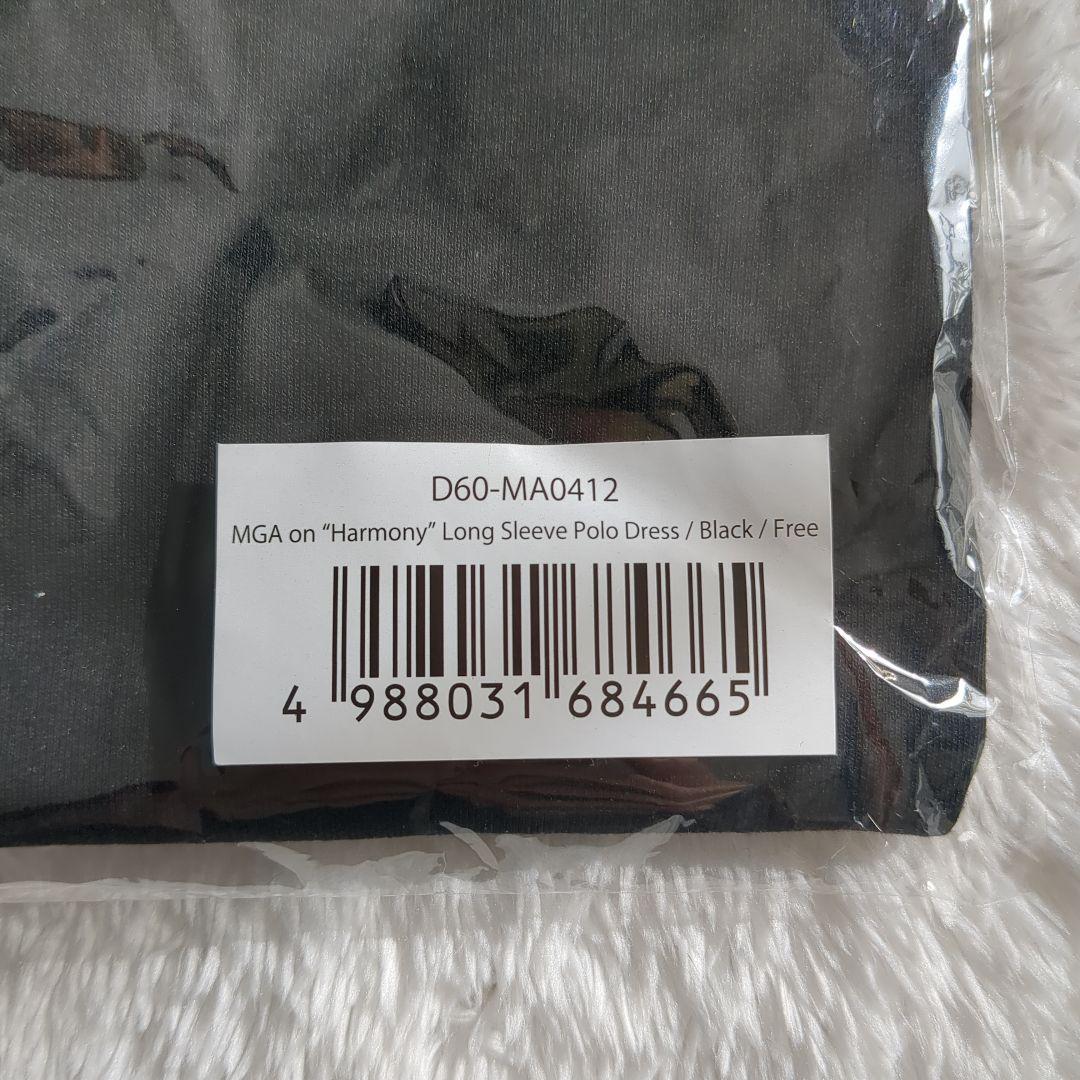 D60-MA0412
MGA on “Harmony” Long Sleeve Polo Dress / Black / Free
4 988031 684665